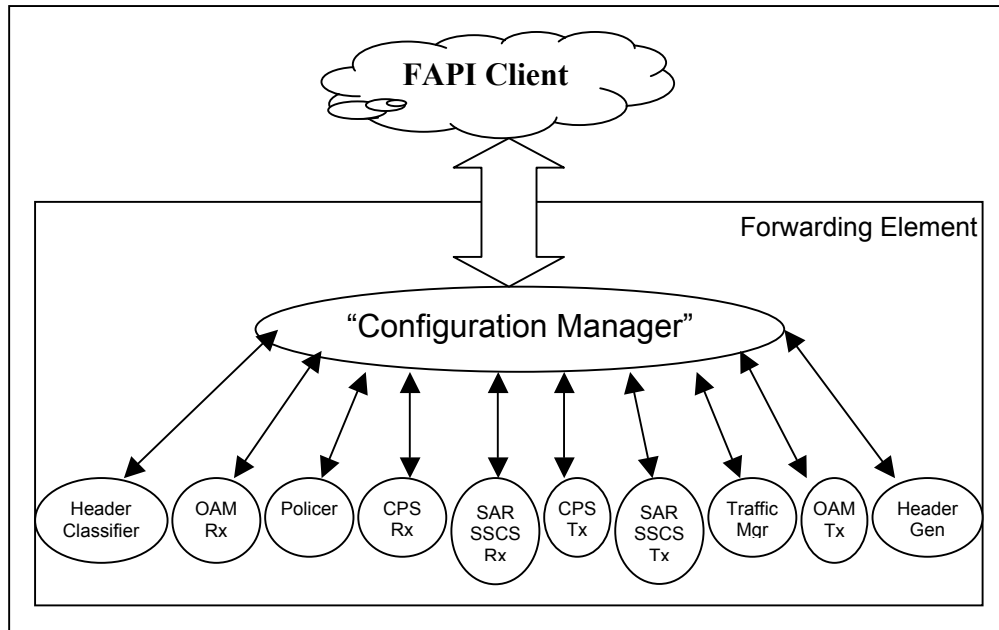 FAPI Client
Forwarding Element
“Configuration Manager”
Header
Classifier
OAM
Rx
Policer
CPS
Rx
SAR
SSCS
Rx
CPS
Tx
SAR
SSCS
Tx
Traffic
Mgr
OAM
Tx
Header
Gen